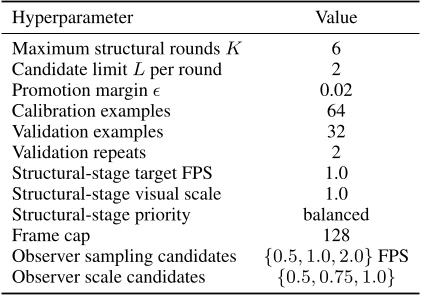 Hyperparameter Value
Maximum structural rounds K 6
Candidate limit L per round 2
Promotion margin ϵ 0.02
Calibration examples 64
Validation examples 32
Validation repeats 2
Structural-stage target FPS 1.0
Structural-stage visual scale 1.0
Structural-stage priority balanced
Frame cap 128
Observer sampling candidates {0.5, 1.0, 2.0} FPS
Observer scale candidates {0.5, 0.75, 1.0}